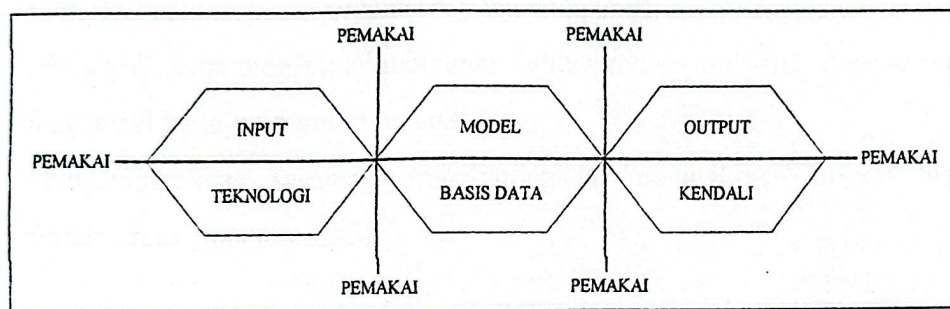 PEMAKAI PEMAKAI
INPUT MODEL OUTPUT
PEMAKAI PEMAKAI
TEKNOLOGI BASIS DATA KENDALI
PEMAKAI PEMAKAI